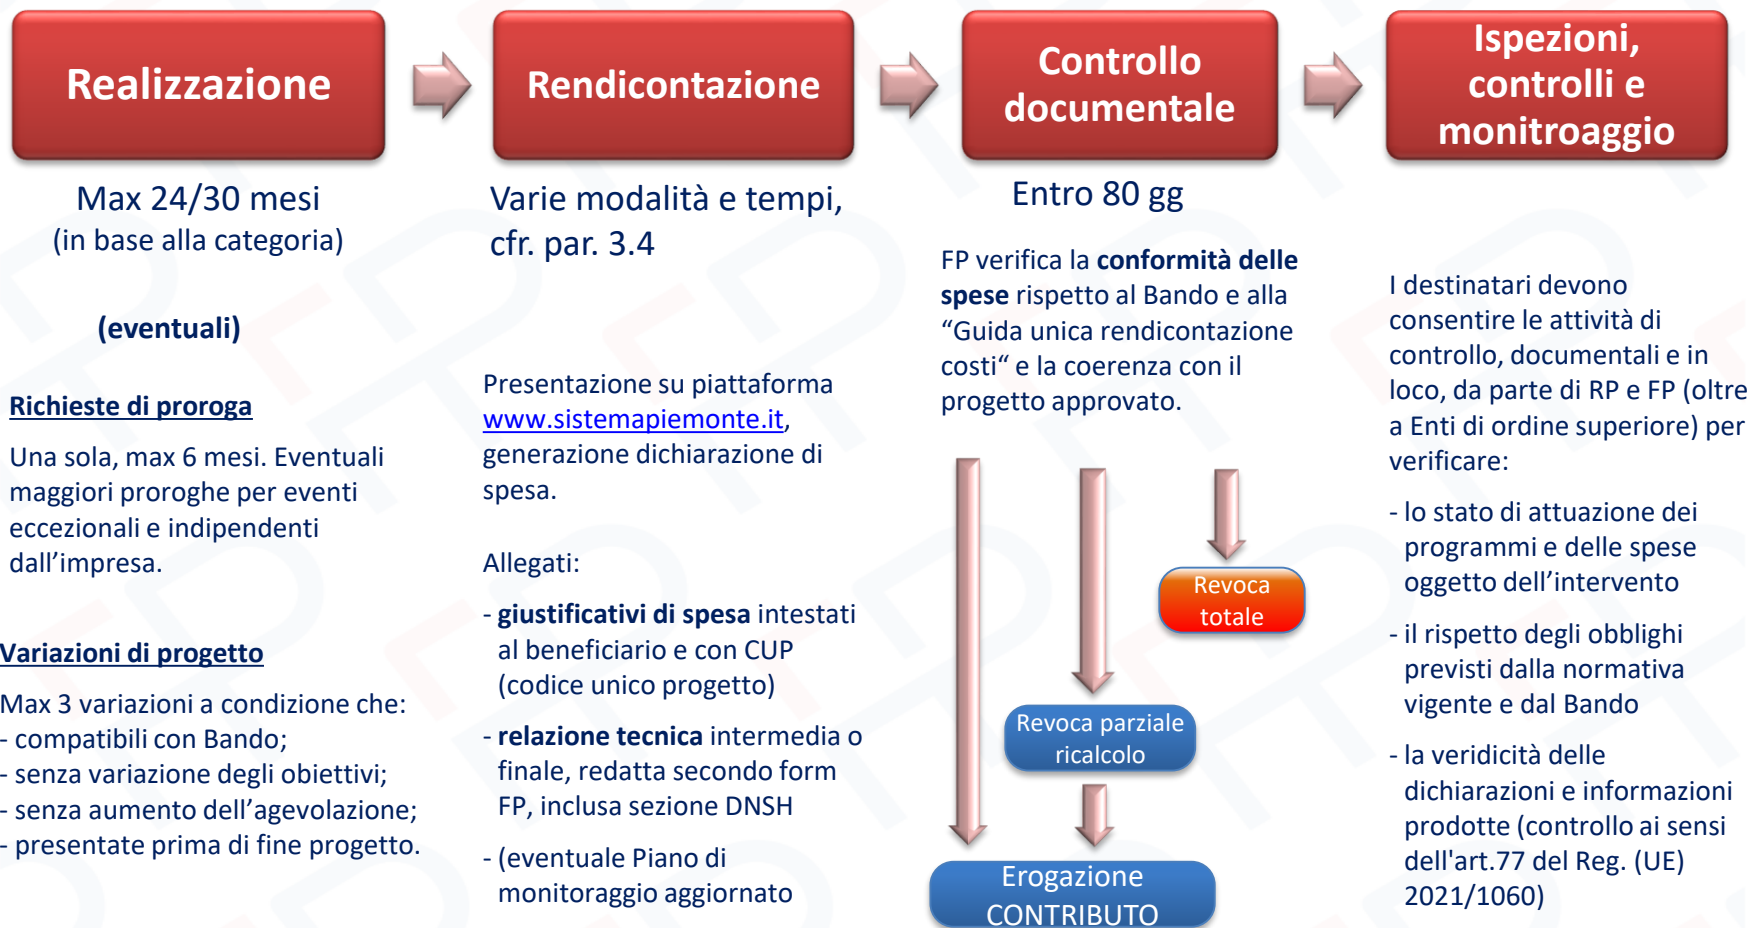 Realizzazione
Max 24/30 mesi
(in base alla categoria)
(eventuali)
Richieste di proroga
Una sola, max 6 mesi. Eventuali
maggiori proroghe per eventi
eccezionali e indipendenti
dall’impresa.
Variazioni di progetto
Max 3 variazioni a condizione che:
- compatibili con Bando;
- senza variazione degli obiettivi;
- senza aumento dell’agevolazione;
- presentate prima di fine progetto.
Rendicontazione
Varie modalità e tempi,
cfr. par. 3.4
Presentazione su piattaforma
www.sistemapiemonte.it,
generazione dichiarazione di
spesa.
Allegati:
- giustificativi di spesa intestati
al beneficiario e con CUP
(codice unico progetto)
- relazione tecnica intermedia o
finale, redatta secondo form
FP, inclusa sezione DNSH
- (eventuale Piano di
monitoraggio aggiornato
Controllo
documentale
Entro 80 gg
FP verifica la conformità delle
spese rispetto al Bando e alla
“Guida unica rendicontazione
costi“ e la coerenza con il
progetto approvato.
Revoca
totale
Revoca parziale
ricalcolo
Erogazione
CONTRIBUTO
Ispezioni,
controlli e
monitroaggio
I destinatari devono
consentire le attività di
controllo, documentali e in
loco, da parte di RP e FP (oltre
a Enti di ordine superiore) per
verificare:
- lo stato di attuazione dei
programmi e delle spese
oggetto dell’intervento
- il rispetto degli obblighi
previsti dalla normativa
vigente e dal Bando
- la veridicità delle
dichiarazioni e informazioni
prodotte (controllo ai sensi
dell'art.77 del Reg. (UE)
2021/1060)